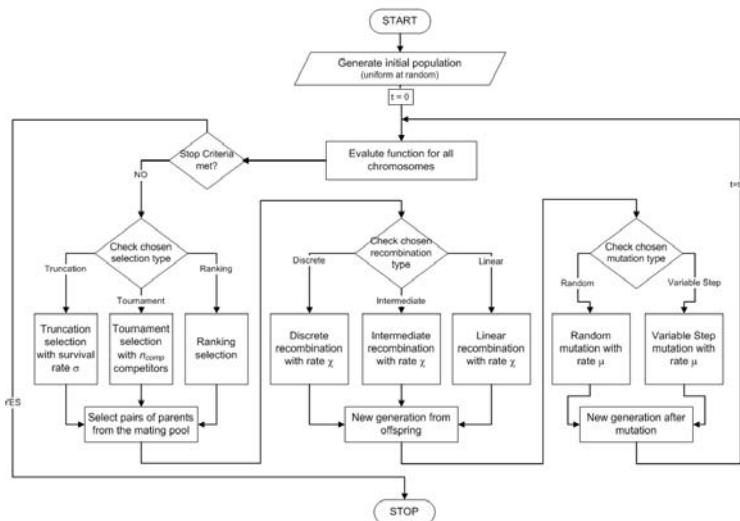 START
Generate initial population
(uniform at random)
t = 0
Evaluate function for all
chromosomes
Stop Criteria
met?
NO
YES
Check chosen
selection type
Truncation
Tournament
Ranking
Truncation
selection
with survival
rate σ
Tournament
selection
with ncomp
competitors
Ranking
selection
Select pairs of parents
from the mating pool
Check chosen
recombination
type
Discrete
Intermediate
Linear
Discrete
recombination
with rate χ
Intermediate
recombination
with rate χ
Linear
recombination
with rate χ
New generation from
offspring
Check chosen
mutation type
Random
Variable Step
Random
mutation with
rate μ
Variable Step
mutation with
rate μ
New generation after
mutation
STOP